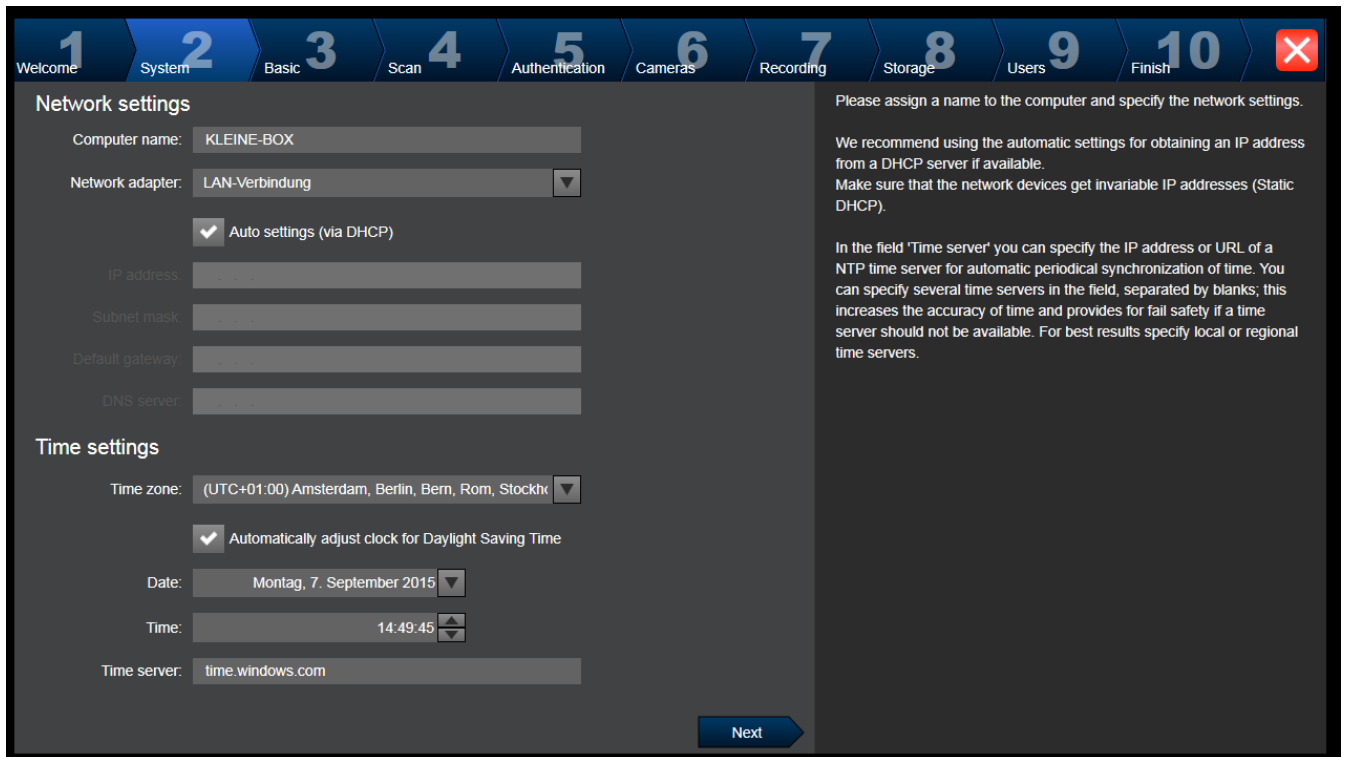 1 Welcome
2 System
3 Basic
4 Scan
5 Authentication
6 Cameras
7 Recording
8 Storage
9 Users
10 Finish
Network settings
Computer name: KLEINE-BOX
Network adapter: LAN-Verbindung
Auto settings (via DHCP)
IP address: . . .
Subnet mask: . . .
Default gateway: . . .
DNS server: . . .
Time settings
Time zone: (UTC+01:00) Amsterdam, Berlin, Bern, Rom, Stockh
Automatically adjust clock for Daylight Saving Time
Date: Montag, 7. September 2015
Time: 14:49:45
Time server: time.windows.com
Next
Please assign a name to the computer and specify the network settings.
We recommend using the automatic settings for obtaining an IP address
from a DHCP server if available.
Make sure that the network devices get invariable IP addresses (Static
DHCP).
In the field 'Time server' you can specify the IP address or URL of a
NTP time server for automatic periodical synchronization of time. You
can specify several time servers in the field, separated by blanks; this
increases the accuracy of time and provides for fail safety if a time
server should not be available. For best results specify local or regional
time servers.